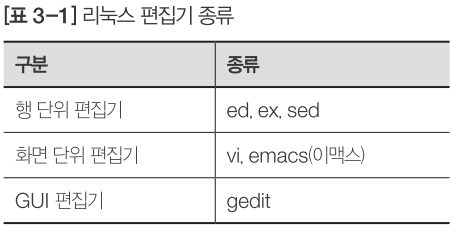 [표 3-1] 리눅스 편집기 종류
구분 종류
행 단위 편집기 ed, ex, sed
화면 단위 편집기 vi, emacs(이맥스)
GUI 편집기 gedit